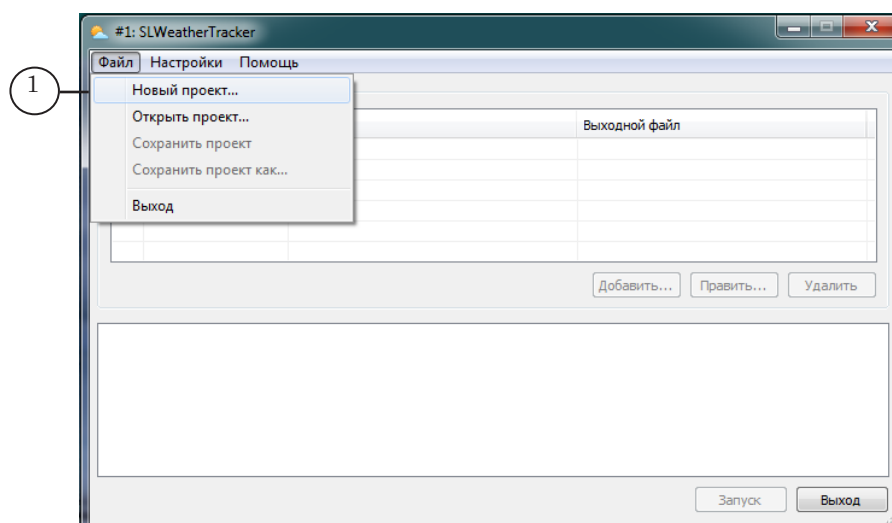 #1: SLWeatherTracker
Файл Настройки Помощь
1
Новый проект...
Открыть проект...
Выходной файл
Сохранить проект
Сохранить проект как...
Выход
Добавить... Править... Удалить
Запуск Выход